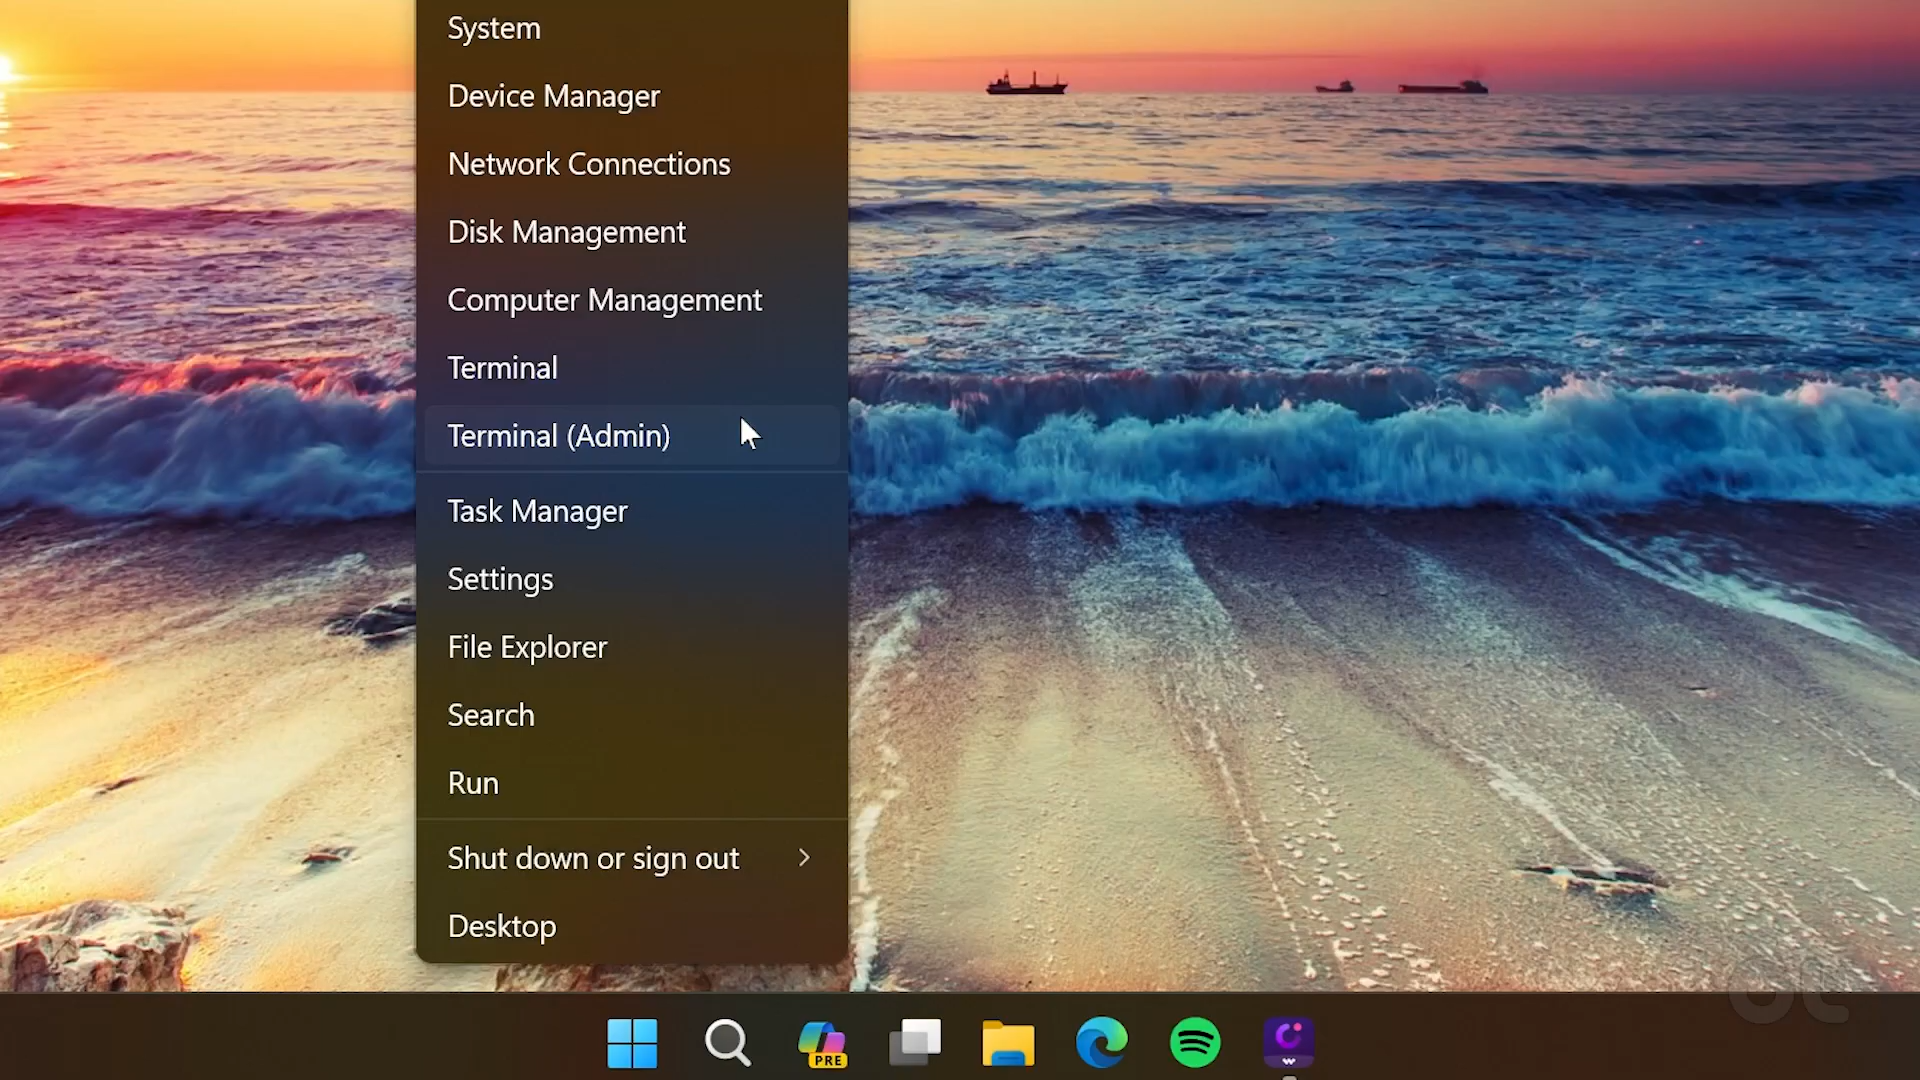 System
Device Manager
Network Connections
Disk Management
Computer Management
Terminal
Terminal (Admin)
Task Manager
Settings
File Explorer
Search
Run
Shut down or sign out
Desktop
PRE